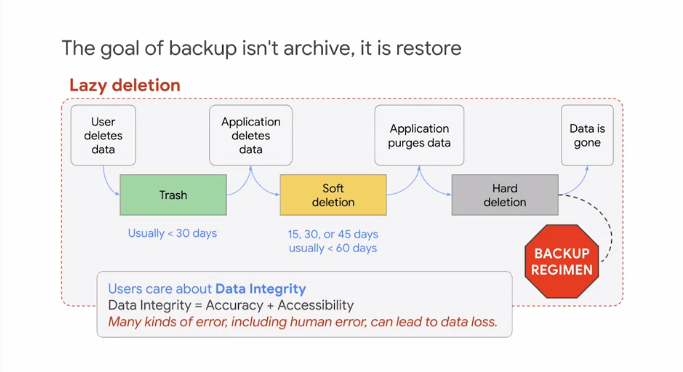 The goal of backup isn't archive, it is restore
Lazy deletion
User
deletes
data
Application
deletes
data
Application
purges data
Data is
gone
Trash
Soft
deletion
Hard
deletion
Usually < 30 days
15, 30, or 45 days
usually < 60 days
BACKUP
REGIMEN
Users care about Data Integrity
Data Integrity = Accuracy + Accessibility
Many kinds of error, including human error, can lead to data loss.